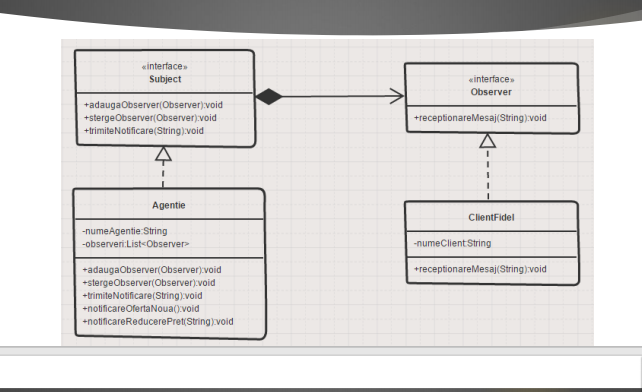 «interface»
Subject
+adaugaObserver(Observer):void
+stergeObserver(Observer):void
+trimiteNotificare(String):void
«interface»
Observer
+receptionareMesaj(String):void
Agentie
-numeAgentie:String
-observeri:List<Observer>
+adaugaObserver(Observer):void
+stergeObserver(Observer):void
+trimiteNotificare(String):void
+notificareOfertaNoua():void
+notificareReducerePret(String):void
ClientFidel
-numeClient:String
+receptionareMesaj(String):void